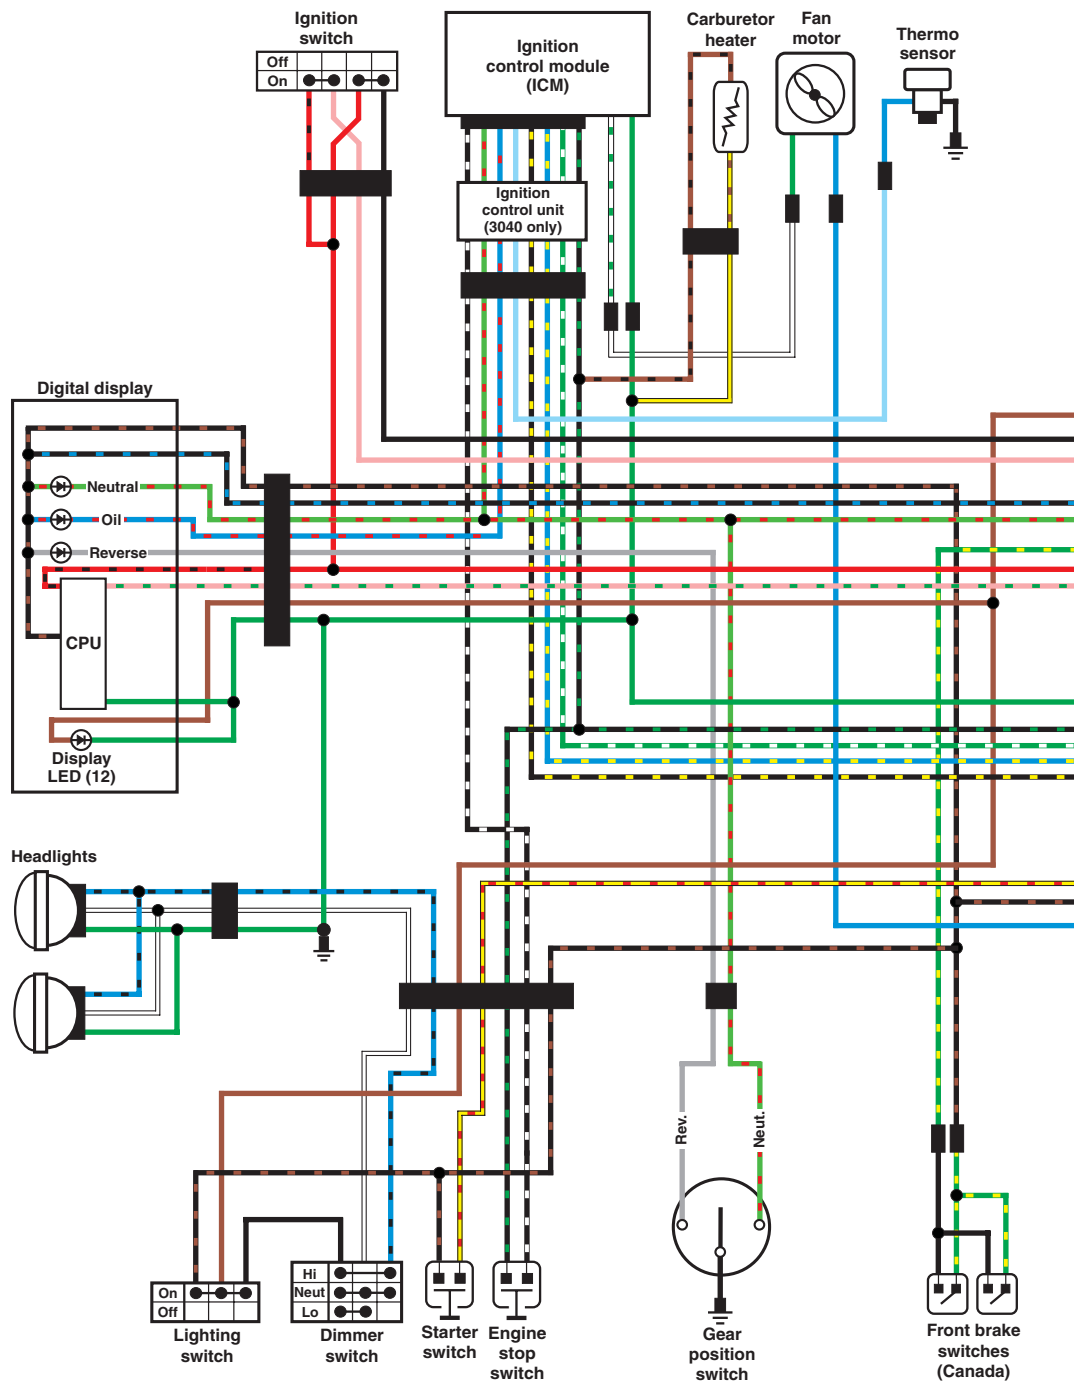 Ignition
switch
Off
On
Ignition
control module
(ICM)
Carburetor
heater
Fan
motor
Thermo
sensor
Ignition
control unit
(3040 only)
Digital display
Neutral
Oil
Reverse
CPU
Display
LED (12)
Headlights
Rev.
Neut.
On
Off
Lighting
switch
Hi
Neut
Lo
Dimmer
switch
Starter
switch
Engine
stop
switch
Gear
position
switch
Front brake
switches
(Canada)